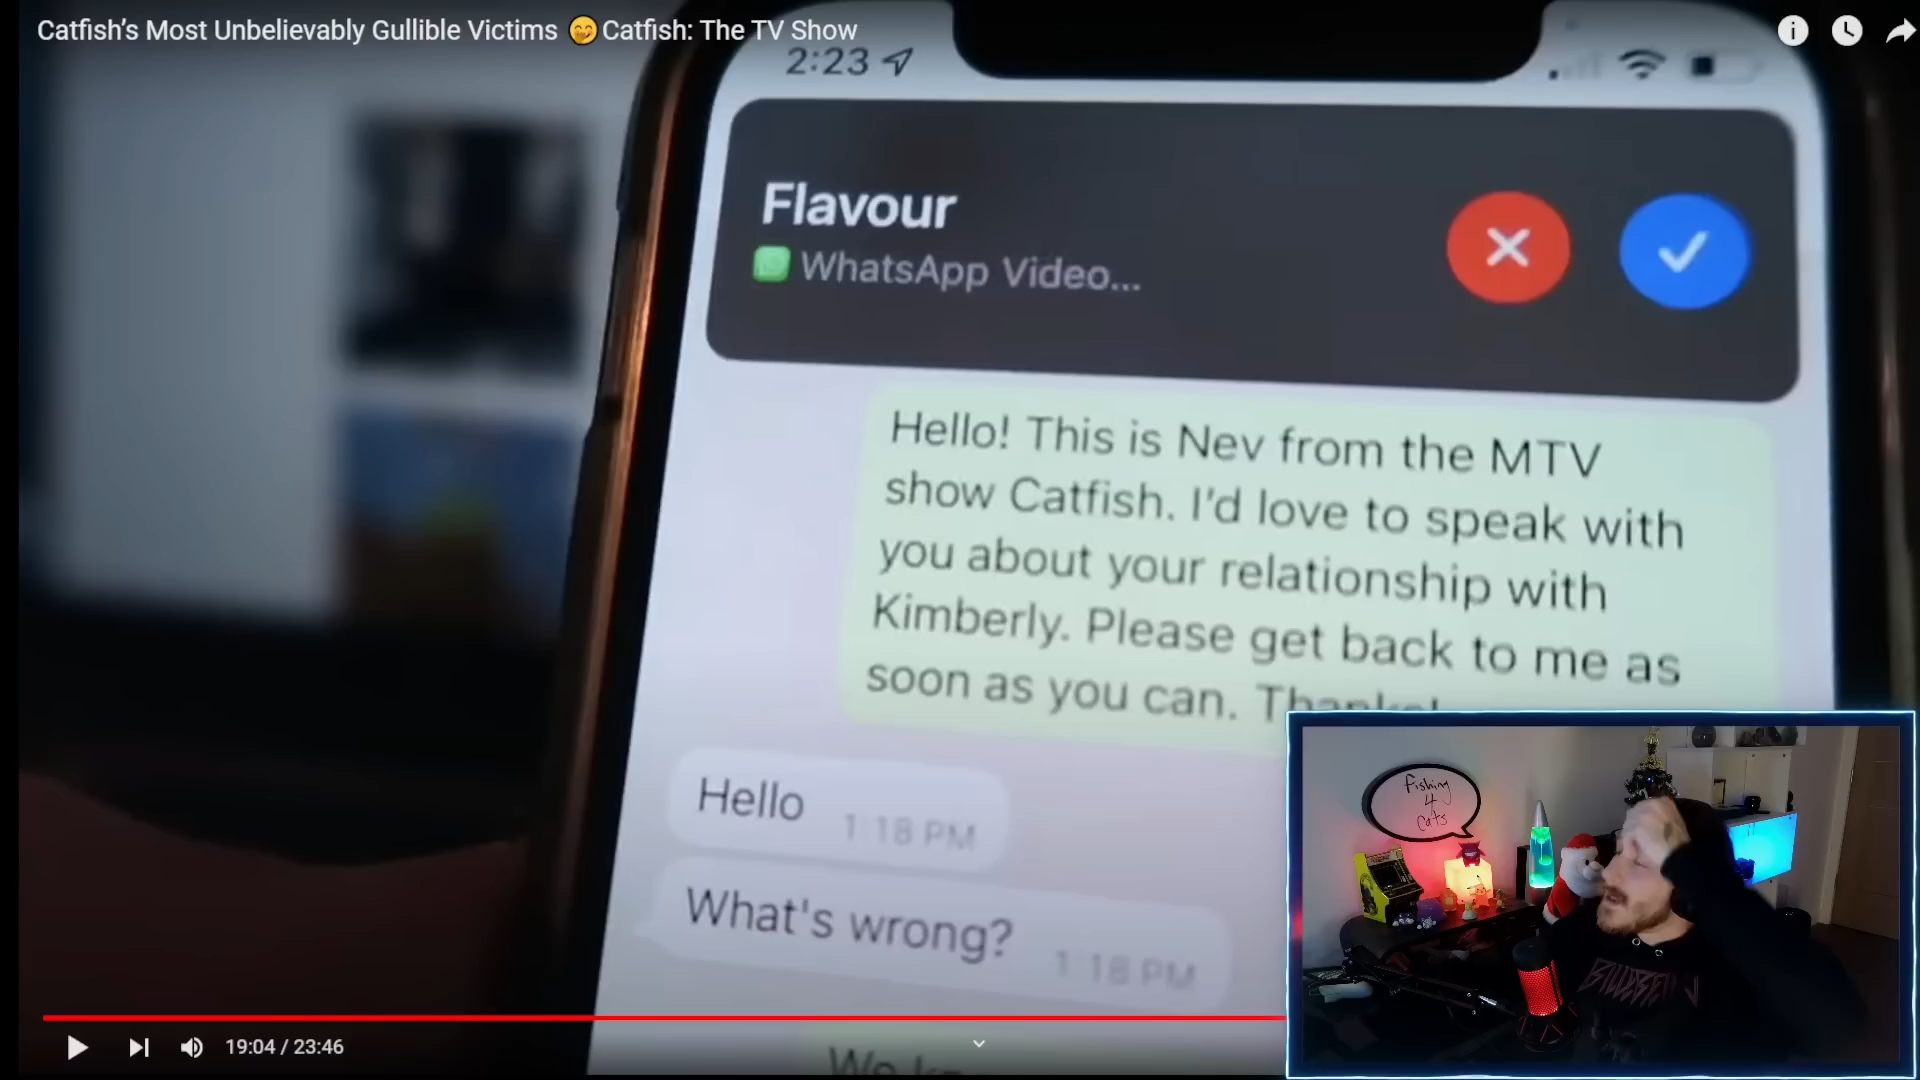 Catfish's Most Unbelievably Gullible Victims 🤭 Catfish: The TV Show
2:23
Flavour
WhatsApp Video...
Hello! This is Nev from the MTV
show Catfish. I'd love to speak with
you about your relationship with
Kimberly. Please get back to me as
soon as you can. Thanks!
Hello 1:18 PM
What's wrong? 1:18 PM
We
Fishing
4
Cats
19:04 / 23:46